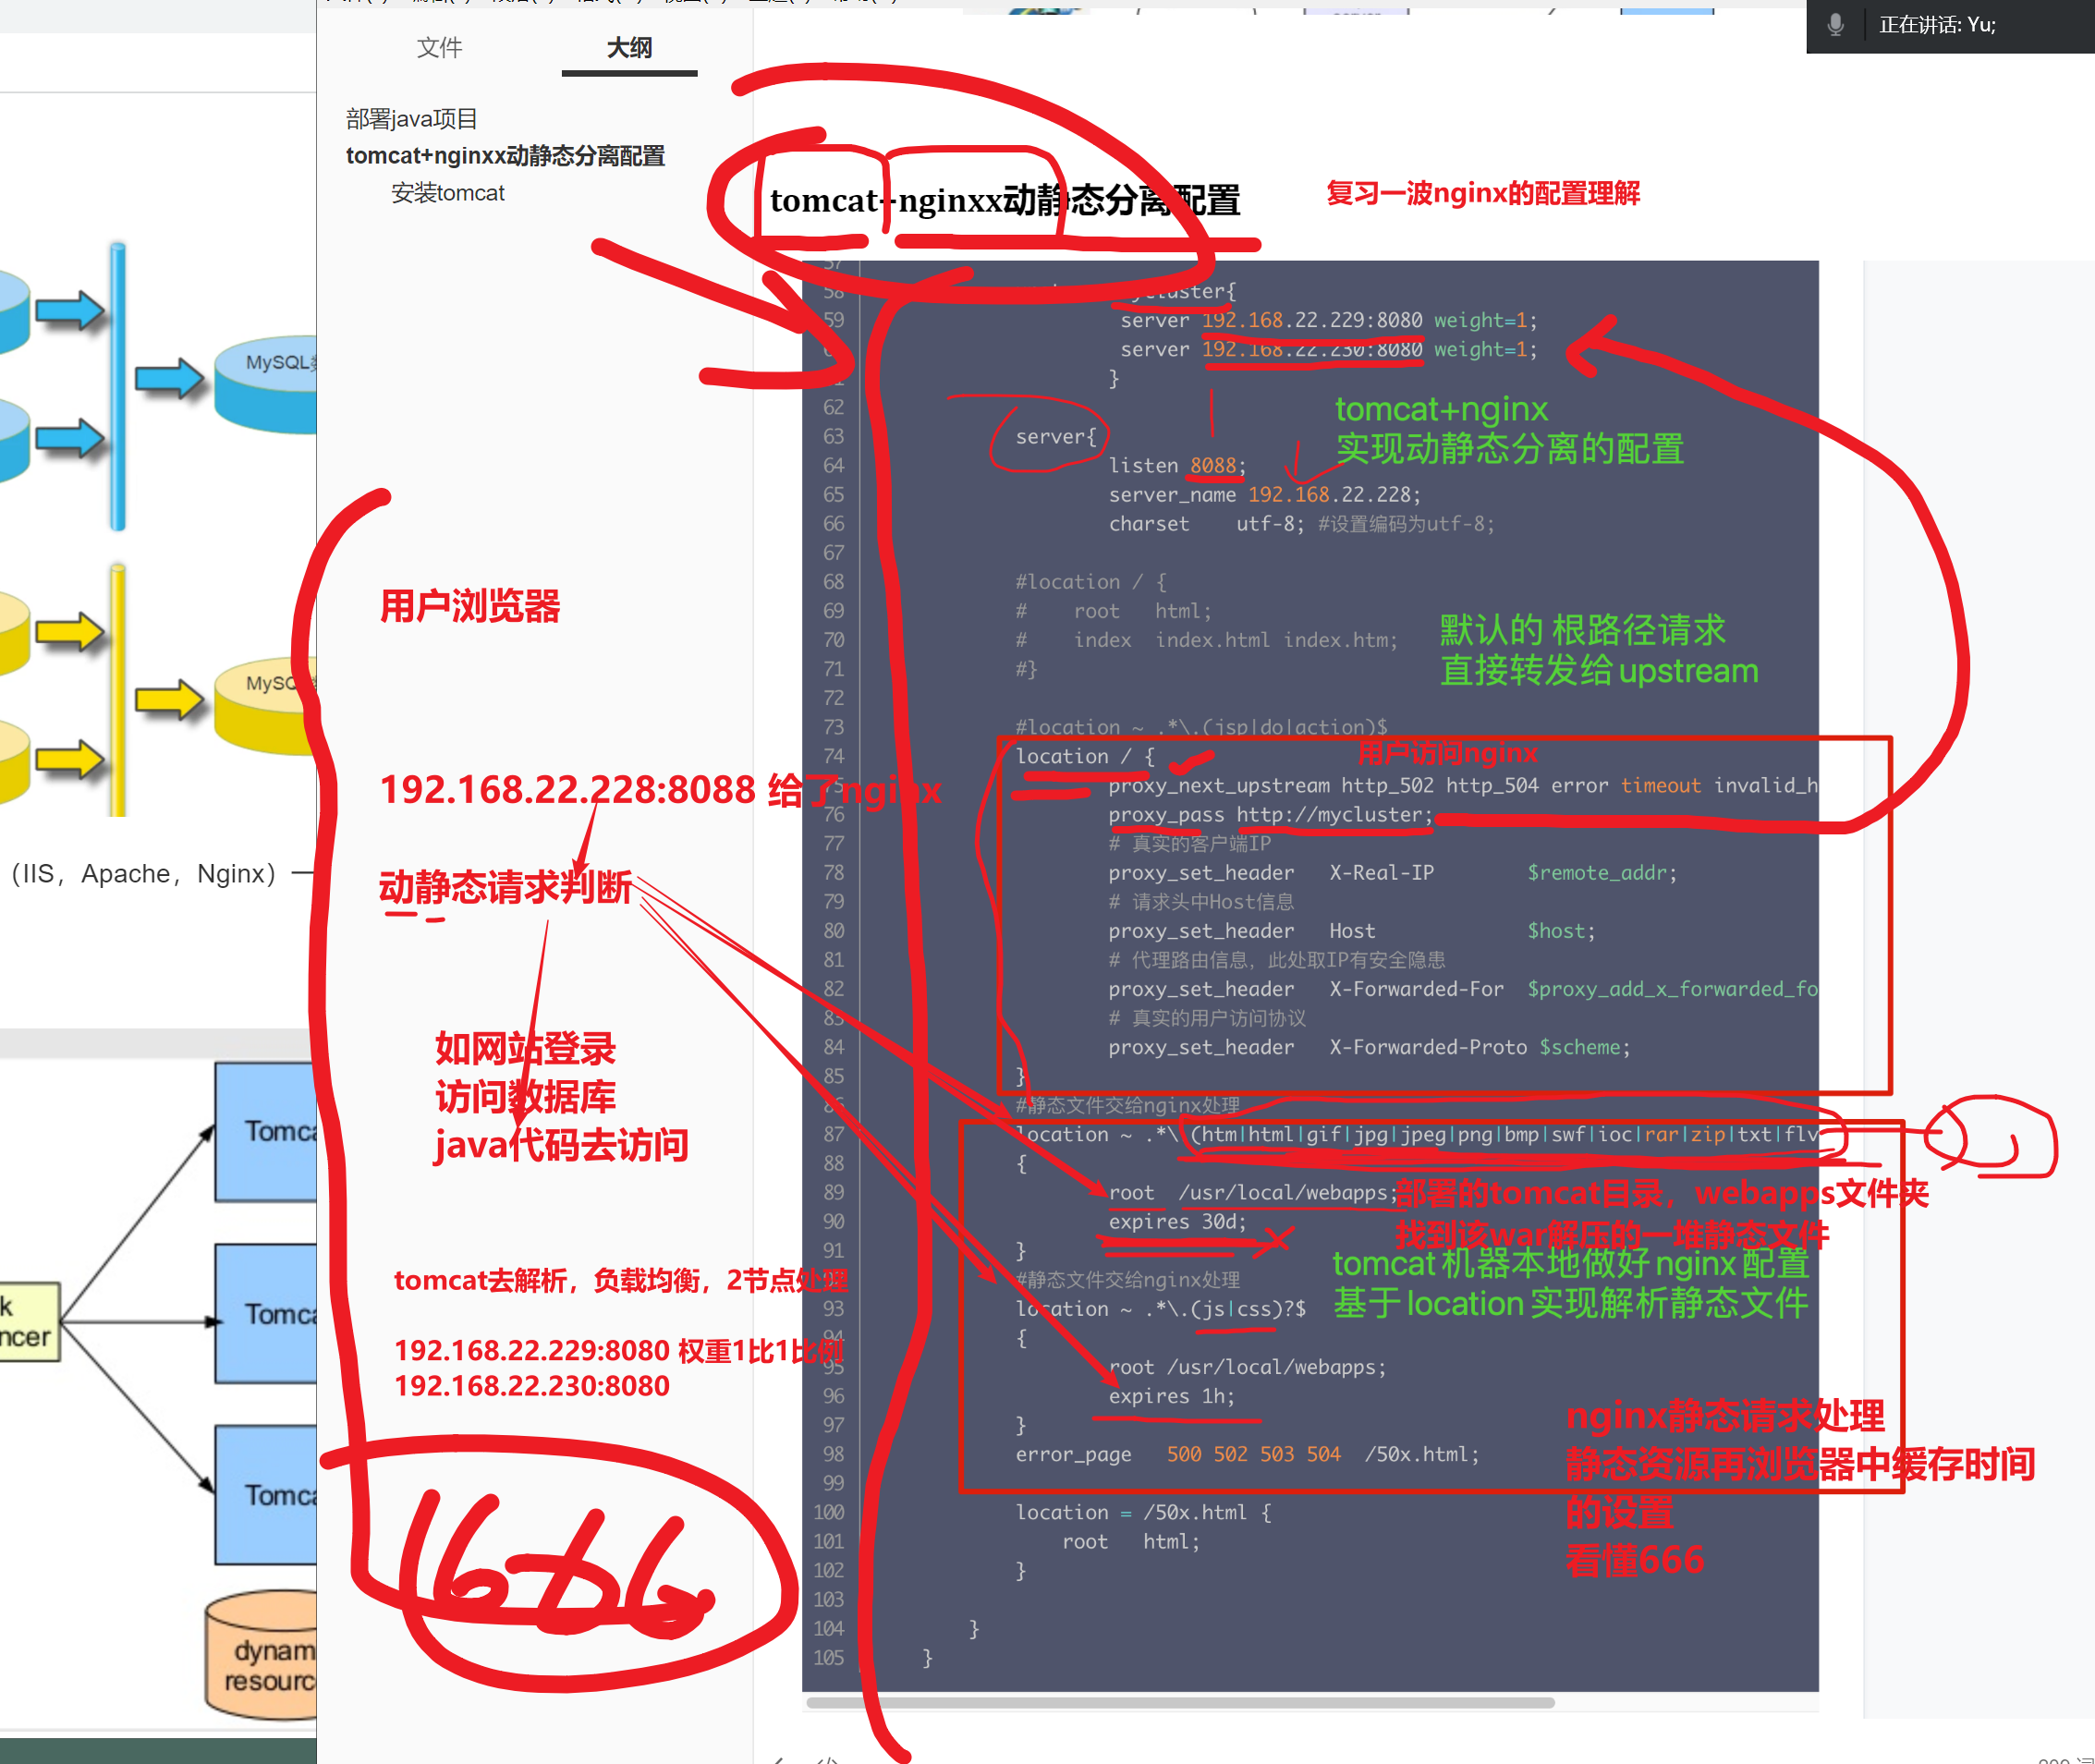 正在讲话: Yu;
文件
大纲
部署java项目
tomcat+nginxx动静态分离配置
安装tomcat
tomcat+nginxx动静态分离配置
复习一波nginx的配置理解
58 mycluster{
59 server 192.168.22.229:8080 weight=1;
server 192.168.22.230:8080 weight=1;
}
62
63 server{
64 listen 8088;
65 server_name 192.168.22.228;
66 charset utf-8; #设置编码为utf-8;
67
68 #location / {
69 # root html;
70 # index index.html index.htm;
71 #}
72
73 #location ~ .*\.(jsp|do|action)$
74 location / {
75 proxy_next_upstream http_502 http_504 error timeout invalid_h
76 proxy_pass http://mycluster;
77 # 真实的客户端IP
78 proxy_set_header X-Real-IP $remote_addr;
79 # 请求头中Host信息
80 proxy_set_header Host $host;
81 # 代理路由信息，此处取IP有安全隐患
82 proxy_set_header X-Forwarded-For $proxy_add_x_forwarded_fo
83 # 真实的用户访问协议
84 proxy_set_header X-Forwarded-Proto $scheme;
85 }
86 #静态文件交给nginx处理
87 location ~ .*\.(htm|html|gif|jpg|jpeg|png|bmp|swf|ioc|rar|zip|txt|flv
88 {
89 root /usr/local/webapps;
90 expires 30d;
91 }
#静态文件交给nginx处理
93 location ~ .*\.(js|css)?$
94 {
95 root /usr/local/webapps;
96 expires 1h;
97 }
98 error_page 500 502 503 504 /50x.html;
99
100 location = /50x.html {
101 root html;
102 }
103
104 }
105 }
tomcat+nginx
实现动静态分离的配置
默认的 根路径请求
直接转发给 upstream
用户访问nginx
部署的tomcat目录，webapps文件夹
找到该war解压的一堆静态文件
tomcat 机器本地做好 nginx 配置
基于 location 实现解析静态文件
nginx静态请求处理
静态资源再浏览器中缓存时间
的设置
看懂666
用户浏览器
192.168.22.228:8088 给了nginx
动静态请求判断
如网站登录
访问数据库
java代码去访问
tomcat去解析，负载均衡，2节点处理
192.168.22.229:8080 权重1比1比例
192.168.22.230:8080
666
MySQL
MySQL
（IIS，Apache，Nginx）
Tomca
Tomca
Tomca
k
ncer
dynam
resourc